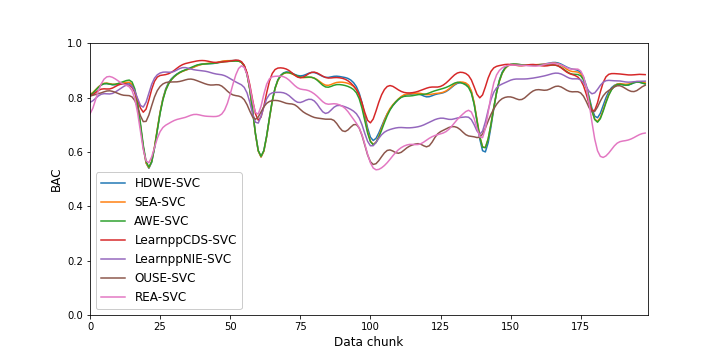 1.0
0.8
0.6
0.4
0.2
0.0
BAC
HDWE-SVC
SEA-SVC
AWE-SVC
LearnppCDS-SVC
LearnppNIE-SVC
OUSE-SVC
REA-SVC
0 25 50 75 100 125 150 175
Data chunk